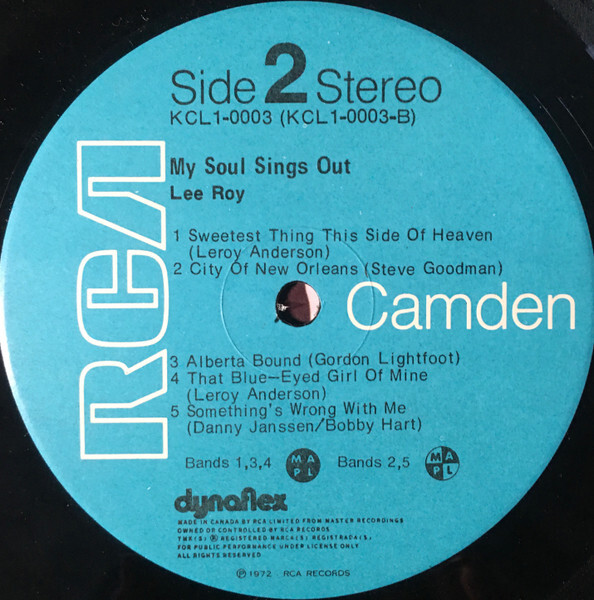 Side 2 Stereo
KCL1-0003 (KCL1-0003-B)
My Soul Sings Out
Lee Roy
1 Sweetest Thing This Side Of Heaven
(Leroy Anderson)
2 City Of New Orleans (Steve Goodman)
RCA
Camden
3 Alberta Bound (Gordon Lightfoot)
4 That Blue-Eyed Girl Of Mine
(Leroy Anderson)
5 Something's Wrong With Me
(Danny Janssen/Bobby Hart)
Bands 1,3,4 MAPL Bands 2,5 MAPL
dynaflex
MADE IN CANADA BY RCA LIMITED FROM MASTER RECORDINGS
OWNED OR CONTROLLED BY RCA RECORDS
TMK(S) ® REGISTERED MARCA(S) REGISTRADA(S).
FOR PUBLIC PERFORMANCE UNDER LICENSE ONLY
ALL RIGHTS RESERVED
℗ 1972 RCA RECORDS